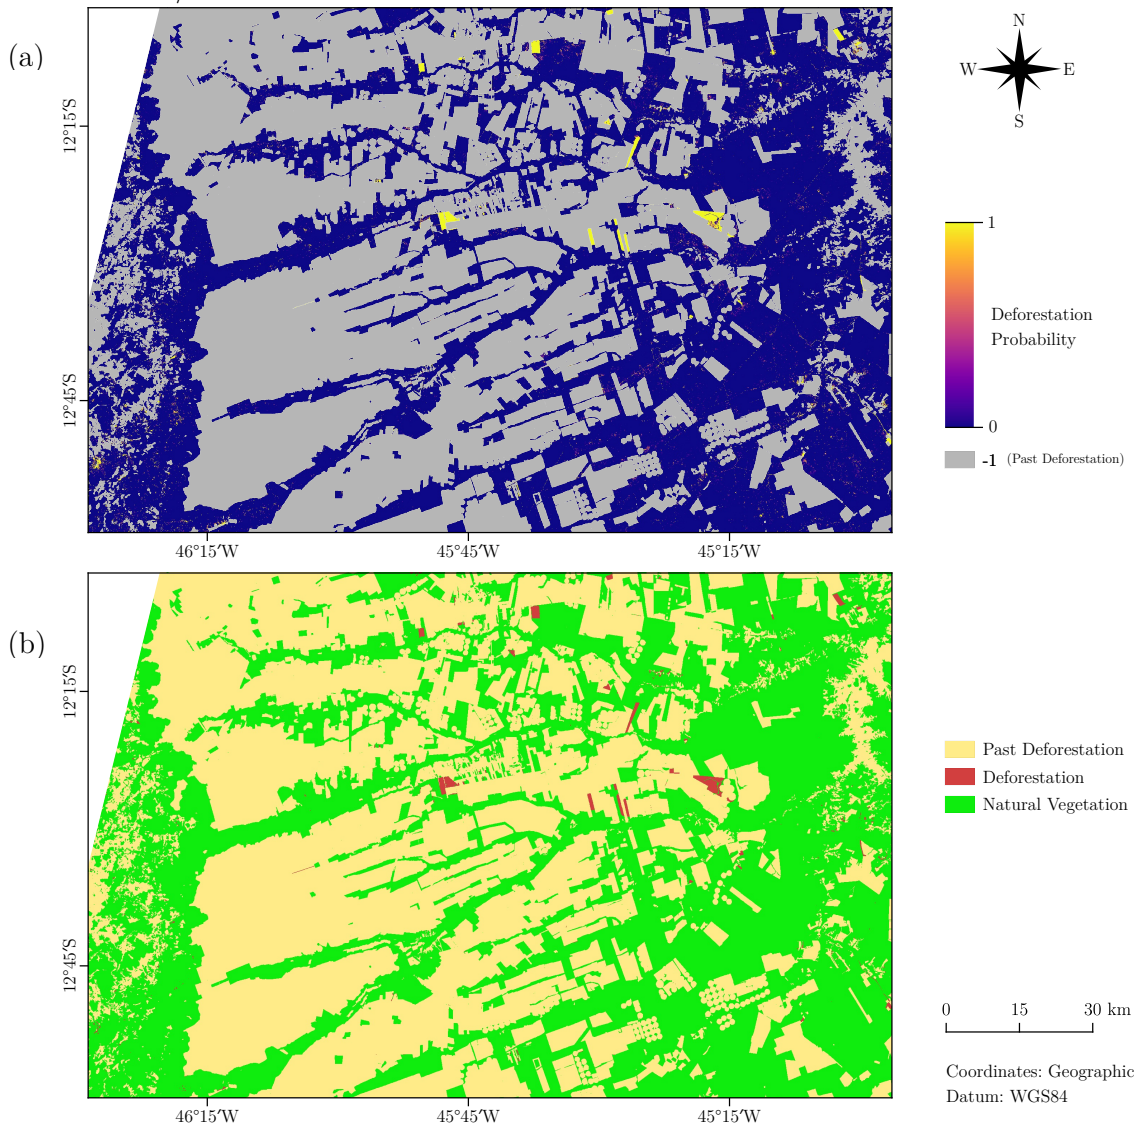 (a)
N
W
E
S
12°15′S
12°45′S
46°15′W
45°45′W
45°15′W
1
Deforestation
Probability
0
-1 (Past Deforestation)
(b)
12°15′S
12°45′S
46°15′W
45°45′W
45°15′W
Past Deforestation
Deforestation
Natural Vegetation
0 15 30 km
Coordinates: Geographic
Datum: WGS84